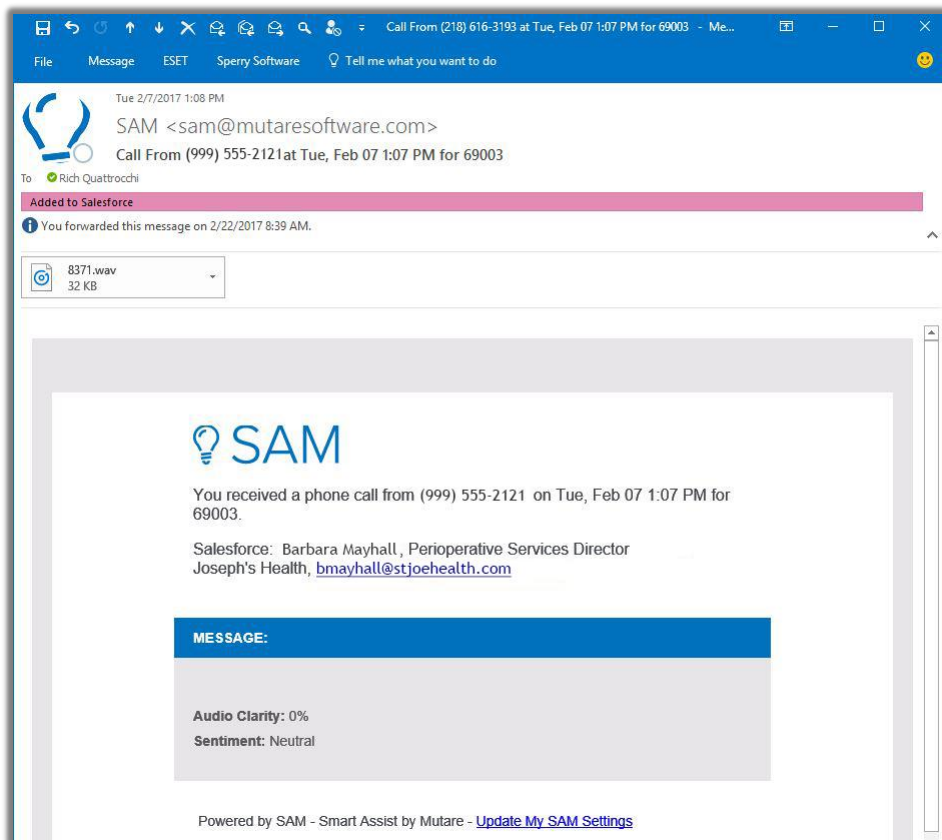 Call From (218) 616-3193 at Tue, Feb 07 1:07 PM for 69003 - Me...
File Message ESET Sperry Software Tell me what you want to do
Tue 2/7/2017 1:08 PM
SAM <sam@mutaresoftware.com>
Call From (999) 555-2121at Tue, Feb 07 1:07 PM for 69003
To Rich Quattrocchi
Added to Salesforce
You forwarded this message on 2/22/2017 8:39 AM.
8371.wav
32 KB
SAM
You received a phone call from (999) 555-2121 on Tue, Feb 07 1:07 PM for
69003.
Salesforce: Barbara Mayhall, Perioperative Services Director
Joseph's Health, bmayhall@stjoehealth.com
MESSAGE:
Audio Clarity: 0%
Sentiment: Neutral
Powered by SAM - Smart Assist by Mutare - Update My SAM Settings